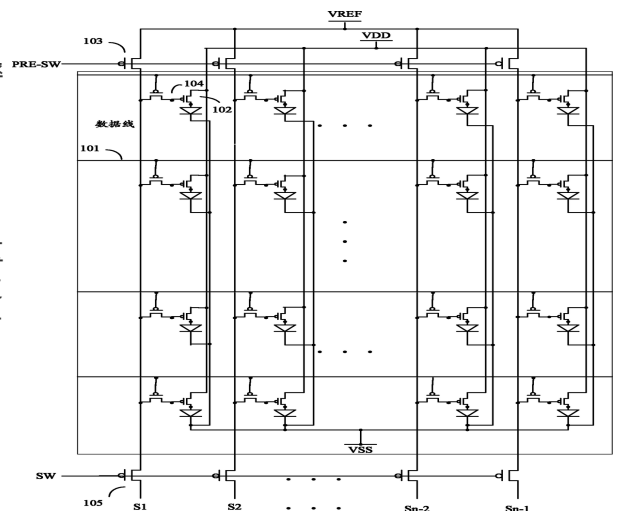 VREF
103
VDD
PRE-SW
104
102
数据线
101
VSS
SW
105
S1
S2
Sn-2
Sn-1